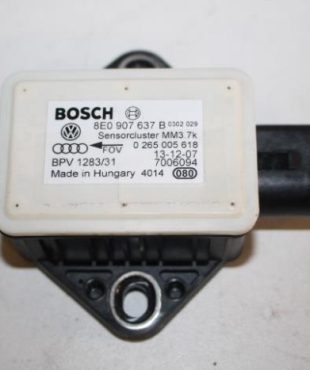 BOSCH
8E0 907 637 B 0302 029
Sensorcluster MM3.7k
FOV 0 265 005 618
13-12-07
BPV 1283/31 7006094
Made in Hungary 4014 080